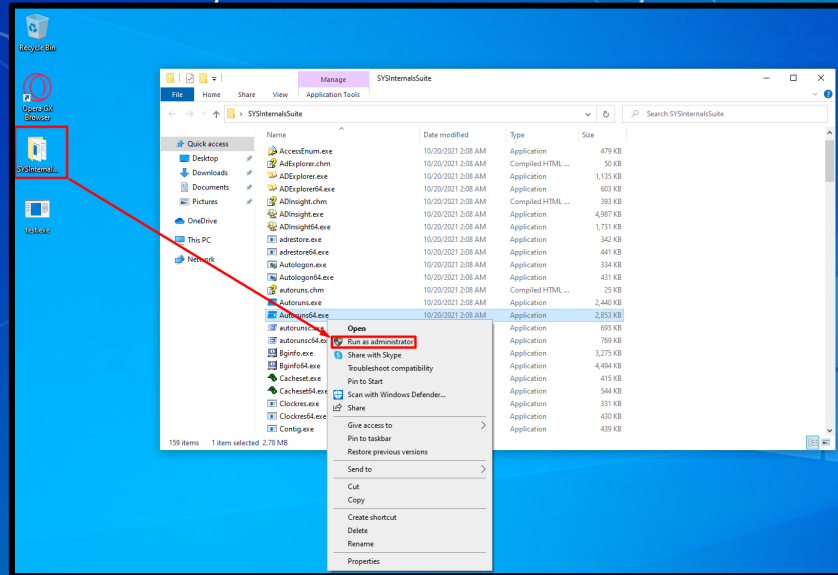 Recycle Bin
Opera GX
Browser
SYSInternal...
test.exe
Manage
SYSInternalsSuite
File Home Share View Application Tools
SYSInternalsSuite
Search SYSInternalsSuite
Quick access
Desktop
Downloads
Documents
Pictures
OneDrive
This PC
Network
Name Date modified Type Size
AccessEnum.exe 10/20/2021 2:08 AM Application 479 KB
AdExplorer.chm 10/20/2021 2:08 AM Compiled HTML ... 50 KB
ADExplorer.exe 10/20/2021 2:08 AM Application 1,135 KB
ADExplorer64.exe 10/20/2021 2:08 AM Application 603 KB
ADInsight.chm 10/20/2021 2:08 AM Compiled HTML ... 393 KB
ADInsight.exe 10/20/2021 2:08 AM Application 4,987 KB
ADInsight64.exe 10/20/2021 2:08 AM Application 1,731 KB
adrestore.exe 10/20/2021 2:08 AM Application 342 KB
adrestore64.exe 10/20/2021 2:08 AM Application 441 KB
Autologon.exe 10/20/2021 2:08 AM Application 334 KB
Autologon64.exe 10/20/2021 2:08 AM Application 431 KB
autoruns.chm 10/20/2021 2:08 AM Compiled HTML ... 25 KB
Autoruns.exe 10/20/2021 2:08 AM Application 2,440 KB
Autoruns64.exe 10/20/2021 2:08 AM Application 2,853 KB
autorunsc.exe Application 695 KB
autorunsc64.ex Application 769 KB
Bginfo.exe Application 3,275 KB
Bginfo64.exe Application 4,494 KB
Cacheset.exe Application 415 KB
Cacheset64.exe Application 544 KB
Clockres.exe Application 331 KB
Clockres64.exe Application 430 KB
Contig.exe Application 439 KB
159 items 1 item selected 2.78 MB
Open
Run as administrator
Share with Skype
Troubleshoot compatibility
Pin to Start
Scan with Windows Defender...
Share
Give access to
Pin to taskbar
Restore previous versions
Send to
Cut
Copy
Create shortcut
Delete
Rename
Properties